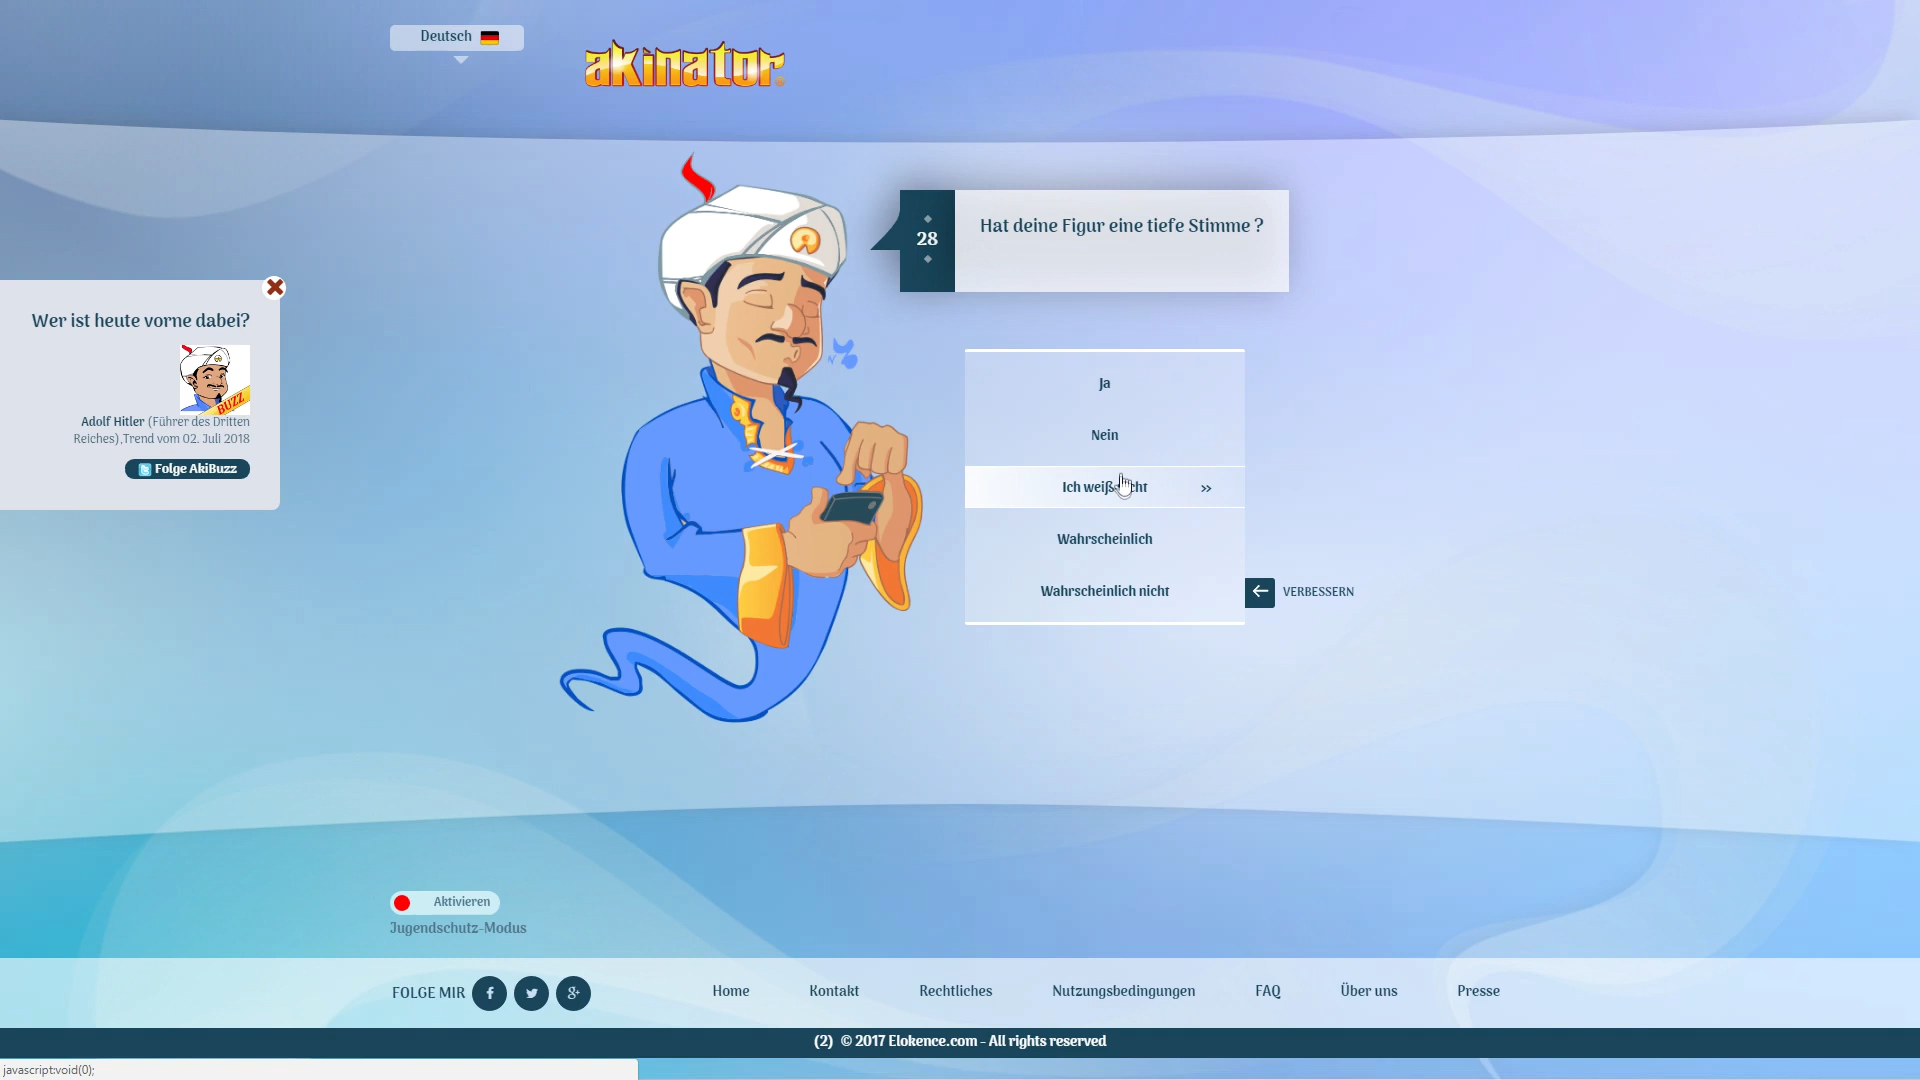 Deutsch
akinator
28
Hat deine Figur eine tiefe Stimme ?
Wer ist heute vorne dabei?
BUZZ
Adolf Hitler (Führer des Dritten
Reiches),Trend vom 02. Juli 2018
Folge AkiBuzz
Ja
Nein
Ich weiß
Wahrscheinlich
Wahrscheinlich nicht
VERBESSERN
Aktivieren
Jugendschutz-Modus
FOLGE MIR
Home
Kontakt
Rechtliches
Nutzungsbedingungen
FAQ
Über uns
Presse
(2) © 2017 Elokence.com - All rights reserved
javascript:void(0);